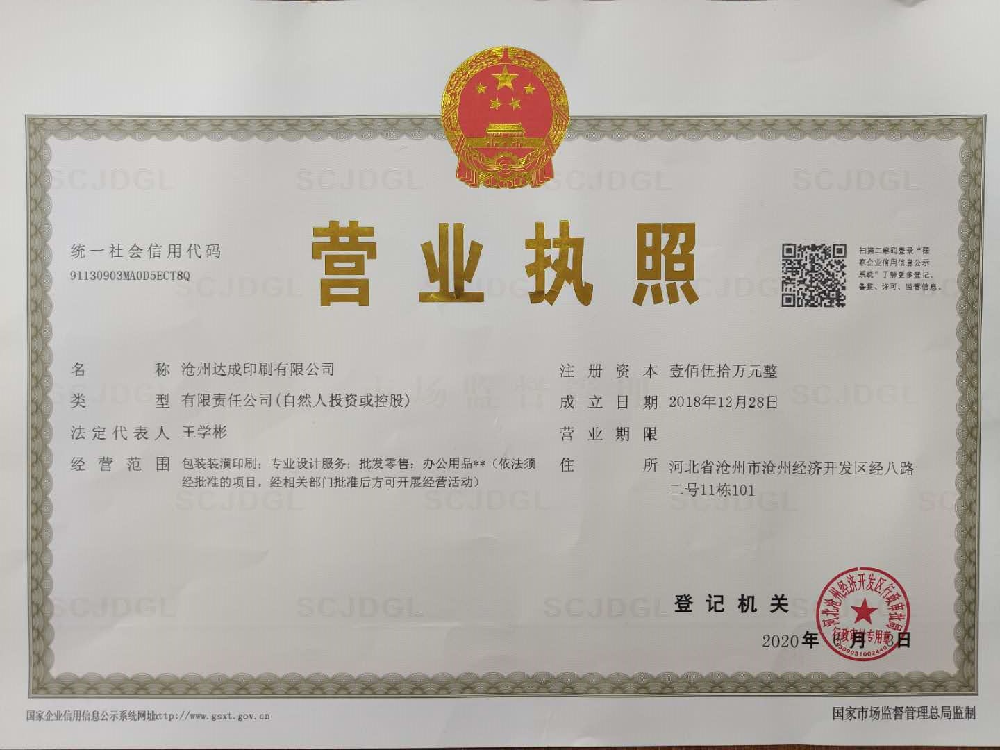 营业执照
统一社会信用代码
91130903MA0D5ECT8Q
扫描二维码登录“国
家企业信用信息公示
系统”了解更多登记、
备案、许可、监管信息。
名称 沧州达成印刷有限公司
类型 有限责任公司(自然人投资或控股)
法定代表人 王学彬
经营范围 包装装潢印刷；专业设计服务；批发零售：办公用品**（依法须
经批准的项目，经相关部门批准后方可开展经营活动）
注册资本 壹佰伍拾万元整
成立日期 2018年12月28日
营业期限
住所 河北省沧州市沧州经济开发区经八路
二号11栋101
登记机关
河北沧州经济开发区行政审批局
行政审批专用章
1309031002440
2020年 月 3日
国家企业信用信息公示系统网址http://www.gsxt.gov.cn
国家市场监督管理总局监制
SCJDGL